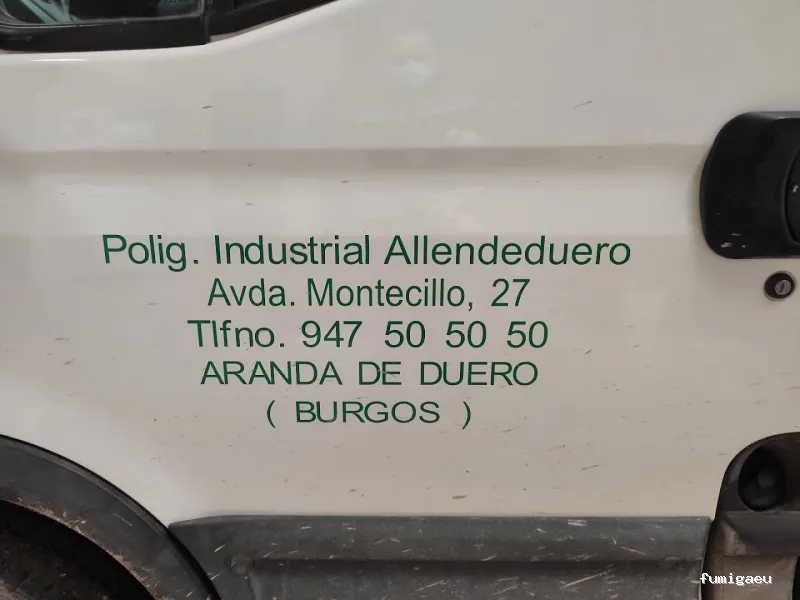 Polig. Industrial Allendeduero
Avda. Montecillo, 27
Tlfno. 947 50 50 50
ARANDA DE DUERO
( BURGOS )
fumigaeu